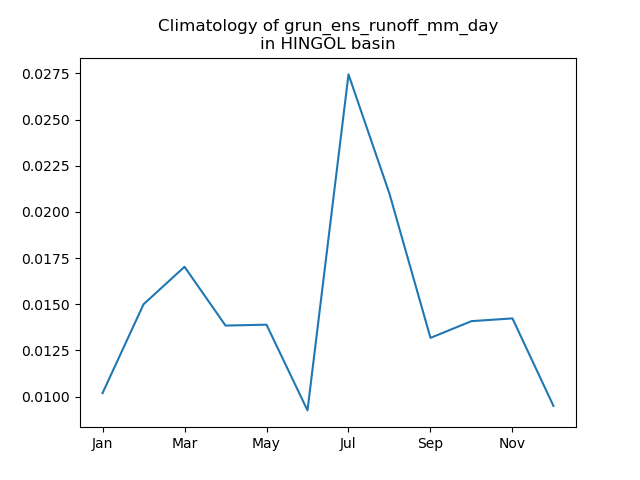 Climatology of grun_ens_runoff_mm_day
in HINGOL basin
0.0275
0.0250
0.0225
0.0200
0.0175
0.0150
0.0125
0.0100
Jan Mar May Jul Sep Nov